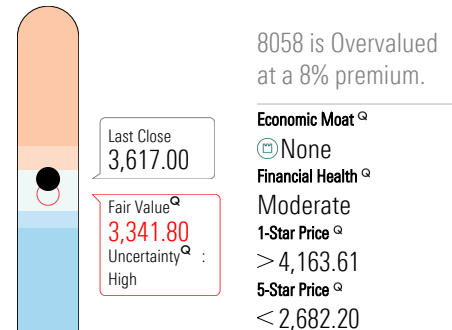 Last Close
3,617.00
Fair Value Q
3,341.80
Uncertainty Q :
High
8058 is Overvalued
at a 8% premium.
Economic Moat Q
None
Financial Health Q
Moderate
1-Star Price Q
>4,163.61
5-Star Price Q
<2,682.20